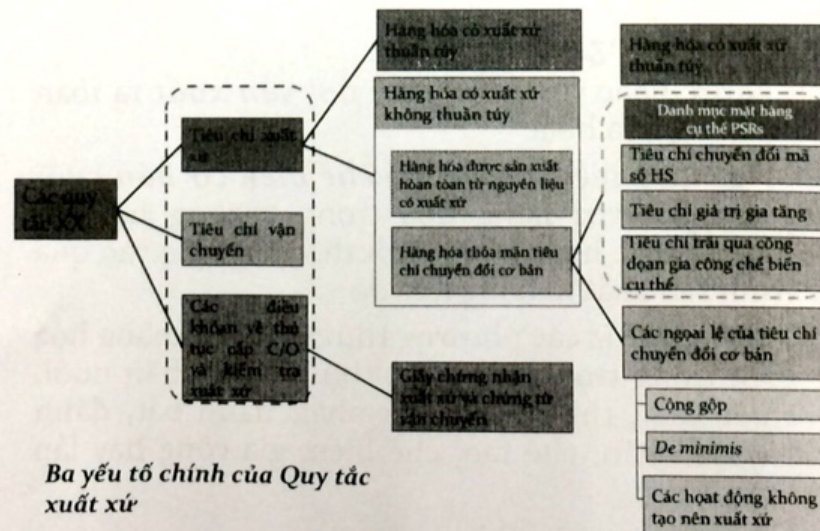 Các quy
tắc XX
Tiêu chí xuất
xứ
Tiêu chí vận
chuyển
Các điều
khoản về thủ
tục cấp C/O
và kiểm tra
xuất xứ
Ba yếu tố chính của Quy tắc
xuất xứ
Hàng hóa có xuất xứ
thuần túy
Hàng hóa có xuất xứ
không thuần túy
Hàng hóa được sản xuất
hòan tòan từ nguyên liệu
có xuất xứ
Hàng hóa thỏa mãn tiêu
chí chuyển đổi cơ bản
Giấy chứng nhận
xuất xứ và chứng từ
vận chuyển
Hàng hóa có xuất xứ
thuần túy
Danh mục mặt hàng
cụ thể PSRs
Tiêu chí chuyển đổi mã
số HS
Tiêu chí giá trị gia tăng
Tiêu chí trải qua công
đọan gia công chế biến
cụ thể
Các ngoại lệ của tiêu chí
chuyển đổi cơ bản
Cộng gộp
De minimis
Các họat động không
tạo nên xuất xứ